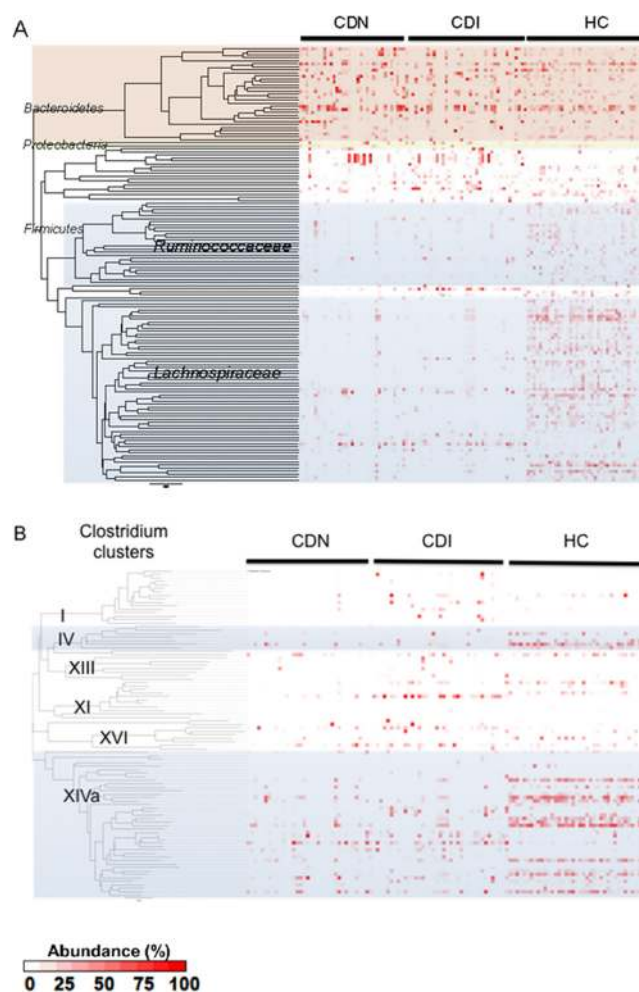 A
CDN CDI HC
Bacteroidetes
Proteobacteria
Firmicutes
Ruminococcaceae
Lachnospiraceae
B
Clostridium
clusters
CDN CDI HC
I
IV
XIII
XI
XVI
XIVa
Abundance (%)
0 25 50 75 100